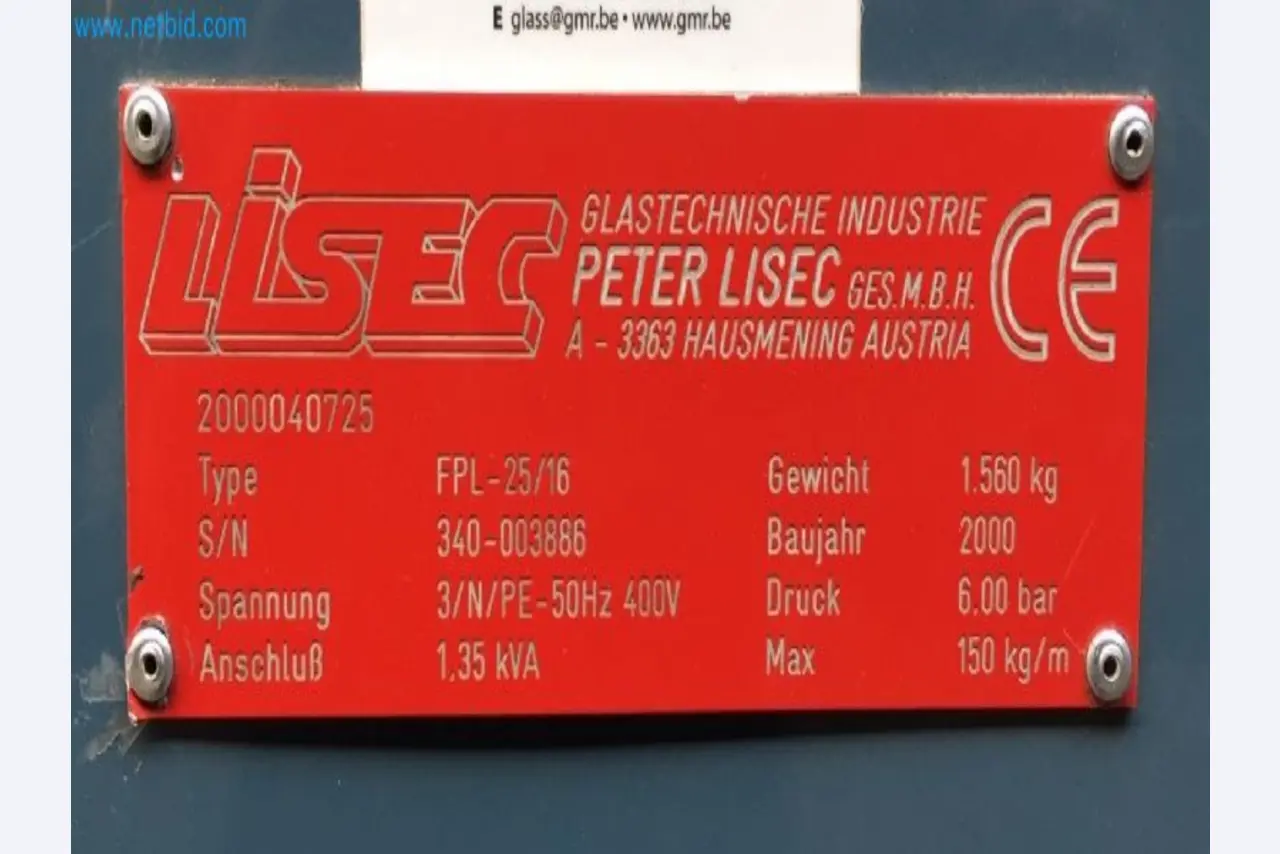 www.netbid.com
E glass@gmr.be • www.gmr.be
LISEC
GLASTECHNISCHE INDUSTRIE
PETER LISEC GES.M.B.H.
A - 3363 HAUSMENING AUSTRIA
CE
2000040725
Type FPL-25/16 Gewicht 1.560 kg
S/N 340-003886 Baujahr 2000
Spannung 3/N/PE-50Hz 400V Druck 6.00 bar
Anschluß 1.35 kVA Max 150 kg/m